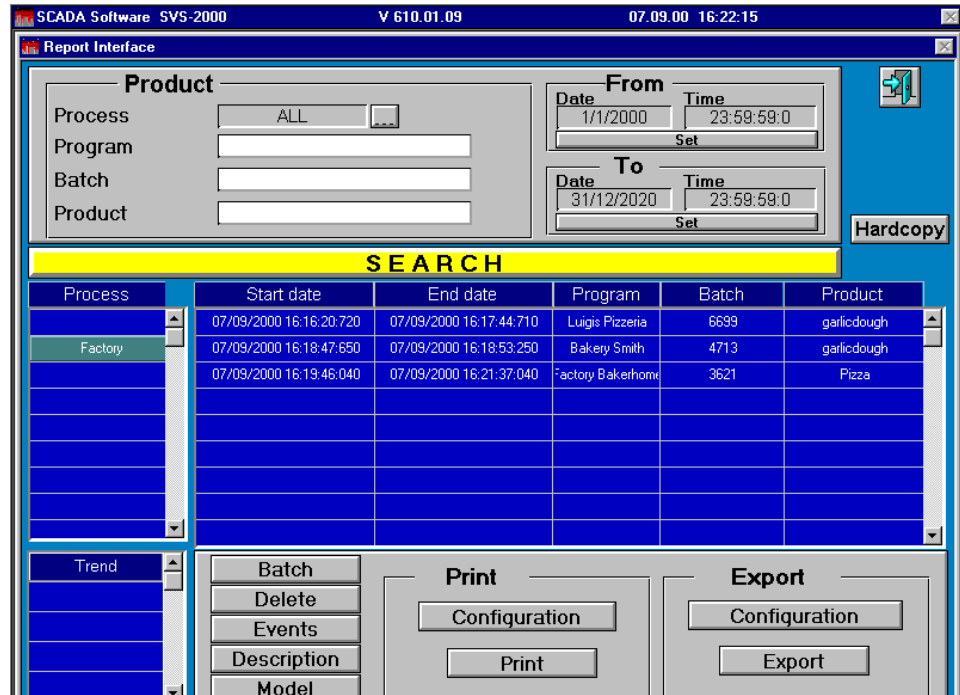 SCADA Software SVS-2000 V 610.01.09 07.09.00 16:22:15
Report Interface
Product
Process ALL ...
Program
Batch
Product
From
Date Time
1/1/2000 23:59:59:0
Set
To
Date Time
31/12/2020 23:59:59:0
Set
Hardcopy
SEARCH
Process Start date End date Program Batch Product
07/09/2000 16:16:20:720 07/09/2000 16:17:44:710 Luigis Pizzeria 6699 garlicdough
Factory 07/09/2000 16:18:47:650 07/09/2000 16:18:53:250 Bakery Smith 4713 garlicdough
07/09/2000 16:19:46:040 07/09/2000 16:21:37:040 Factory Bakerhome 3621 Pizza
Trend
Batch
Delete
Events
Description
Model
Print
Configuration
Print
Export
Configuration
Export